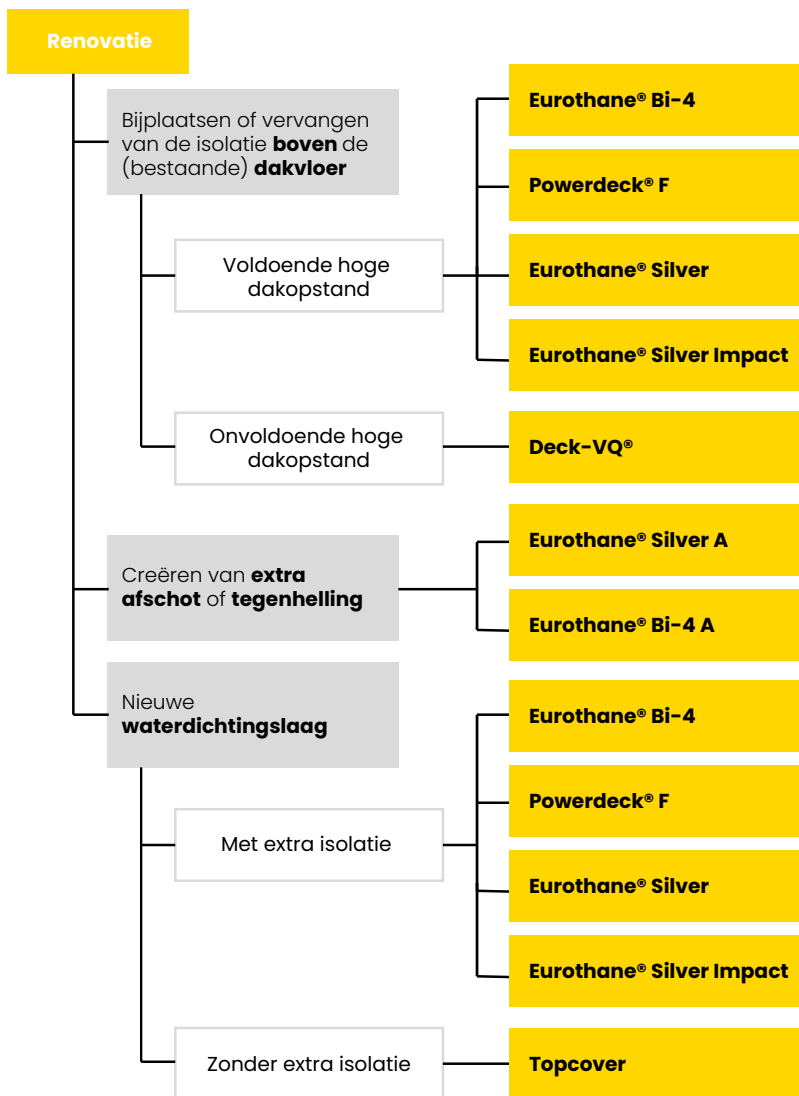 Renovatie
Bijplaatsen of vervangen
van de isolatie boven de
(bestaande) dakvloer
Voldoende hoge
dakopstand
Eurothane® Bi-4
Powerdeck® F
Eurothane® Silver
Eurothane® Silver Impact
Onvoldoende hoge
dakopstand
Deck-VQ®
Creëren van extra
afschot of tegenhelling
Eurothane® Silver A
Eurothane® Bi-4 A
Nieuwe
waterdichtingslaag
Met extra isolatie
Eurothane® Bi-4
Powerdeck® F
Eurothane® Silver
Eurothane® Silver Impact
Zonder extra isolatie
Topcover